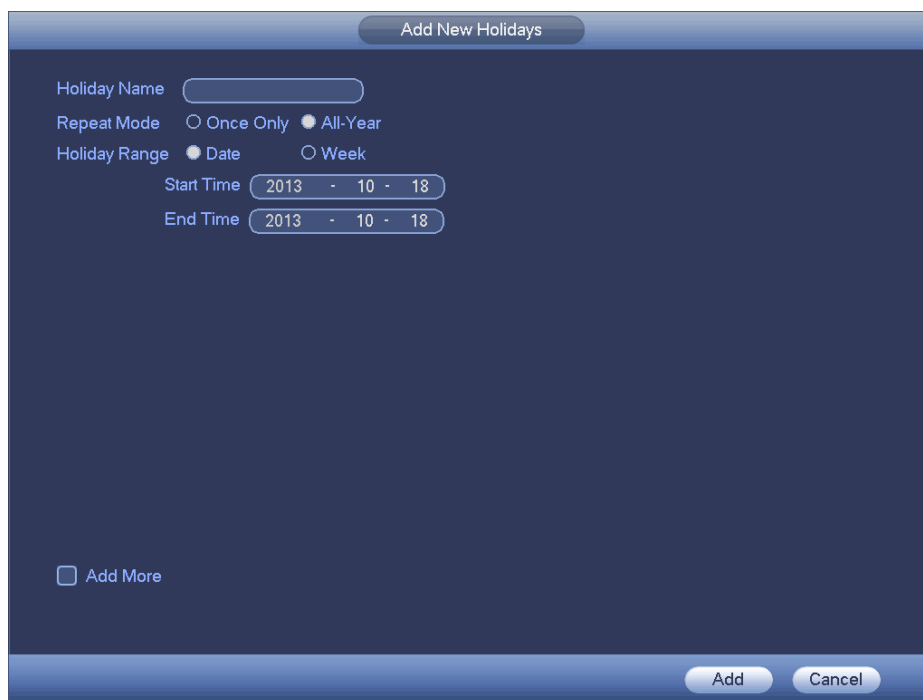 Add New Holidays
Holiday Name
Repeat Mode Once Only All-Year
Holiday Range Date Week
Start Time 2013 - 10 - 18
End Time 2013 - 10 - 18
Add More
Add Cancel